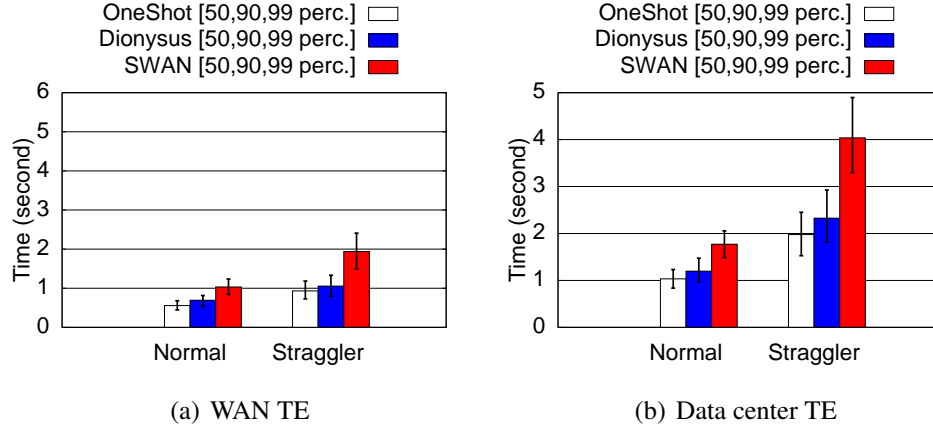 OneShot [50,90,99 perc.]
Dionysus [50,90,99 perc.]
SWAN [50,90,99 perc.]
6
5
4
3
2
1
0
Time (second)
Normal Straggler
(a) WAN TE
OneShot [50,90,99 perc.]
Dionysus [50,90,99 perc.]
SWAN [50,90,99 perc.]
5
4
3
2
1
0
Time (second)
Normal Straggler
(b) Data center TE